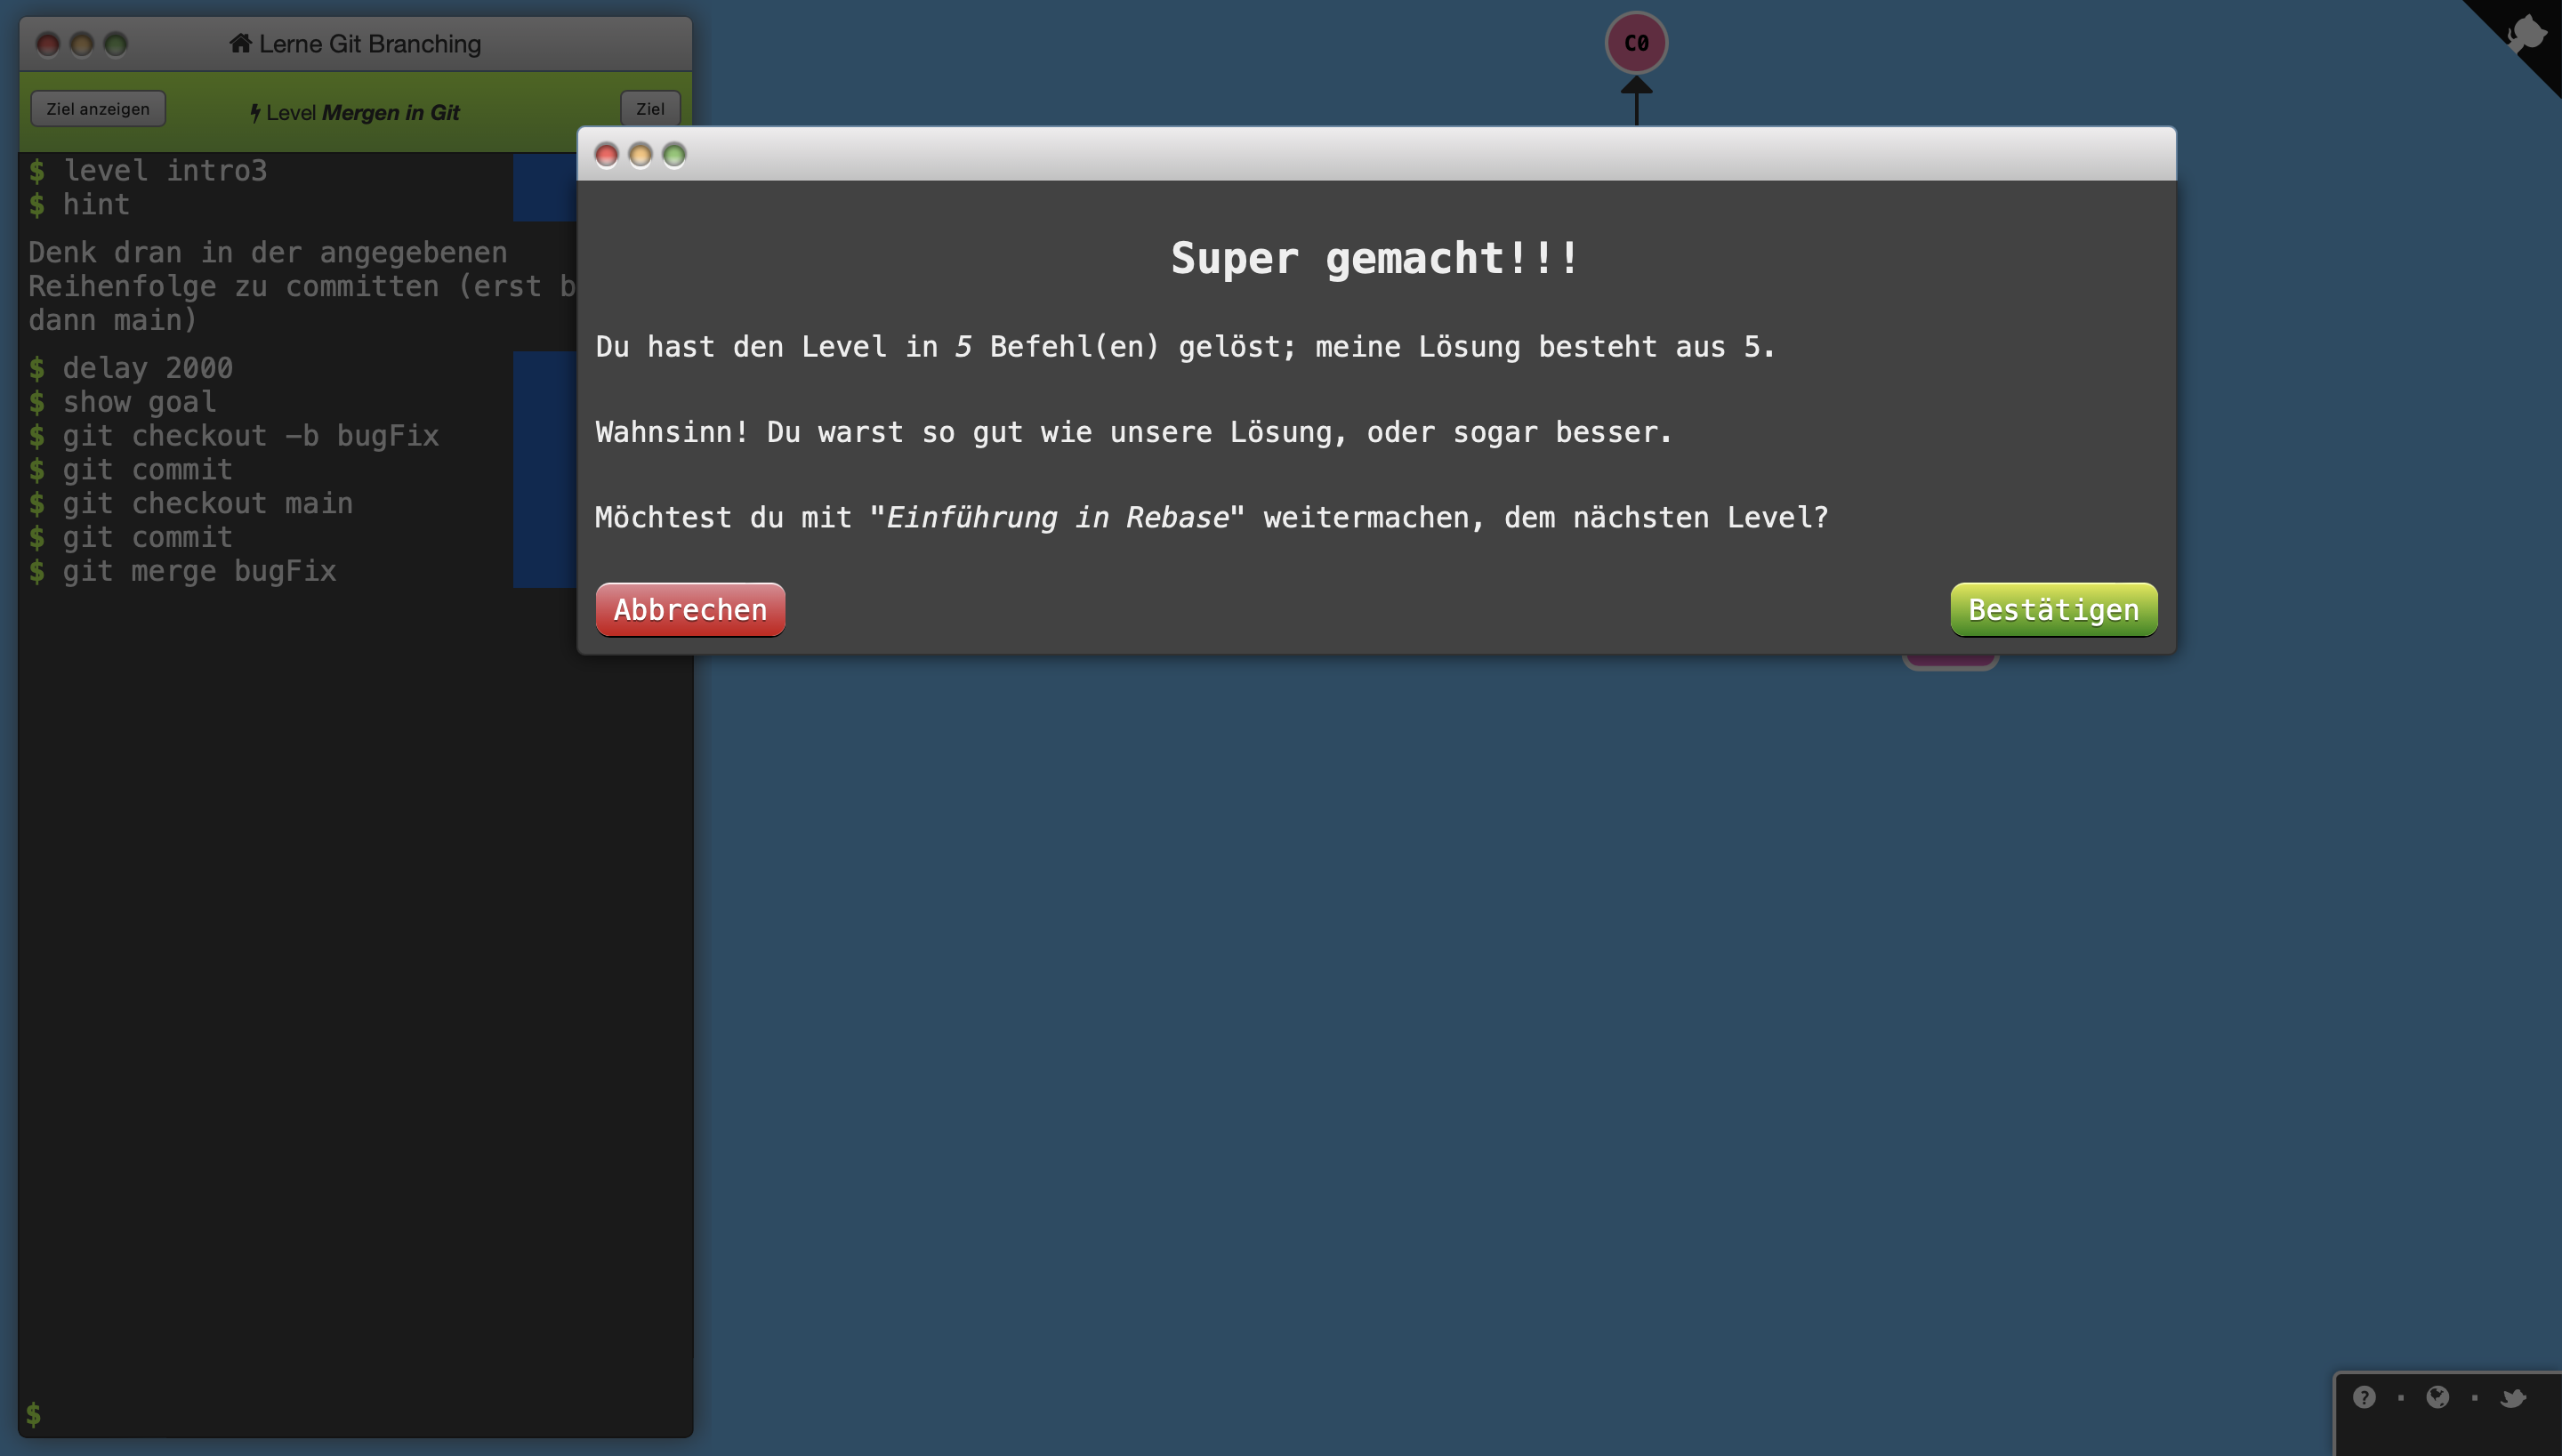 Lerne Git Branching
Ziel anzeigen
Level Mergen in Git
Ziel
$ level intro3
$ hint
Denk dran in der angegebenen
Reihenfolge zu committen (erst
dann main)
$ delay 2000
$ show goal
$ git checkout -b bugFix
$ git commit
$ git checkout main
$ git commit
$ git merge bugFix
$
C0
Super gemacht!!!
Du hast den Level in 5 Befehl(en) gelöst; meine Lösung besteht aus 5.
Wahnsinn! Du warst so gut wie unsere Lösung, oder sogar besser.
Möchtest du mit "Einführung in Rebase" weitermachen, dem nächsten Level?
Abbrechen
Bestätigen